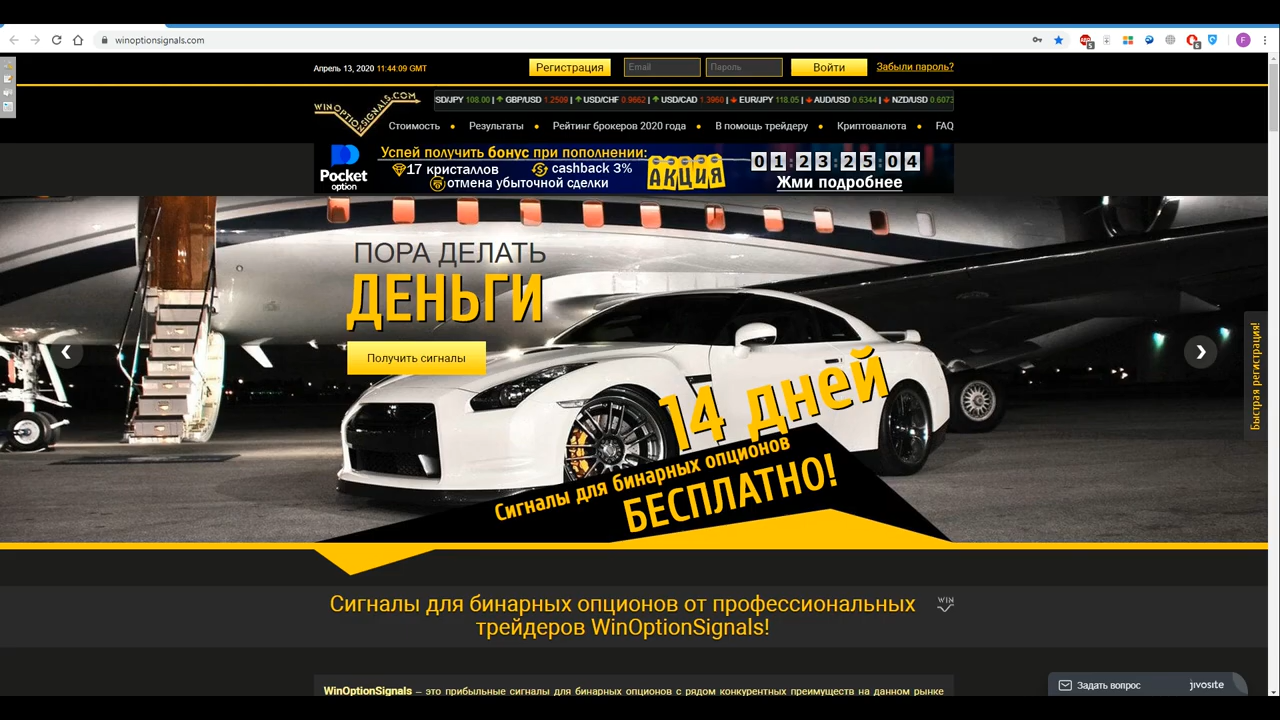 winoptionsignals.com
Апрель 13, 2020 11:44:09 GMT
Регистрация
Email
Пароль
Войти
Забыли пароль?
WINOPTIONSIGNALS.COM
SD/JPY 108.00 | GBP/USD 1.2509 | USD/CHF 0.9662 | USD/CAD 1.3960 | EUR/JPY 118.05 | AUD/USD 0.6344 | NZD/USD 0.6073
Стоимость • Результаты • Рейтинг брокеров 2020 года • В помощь трейдеру • Криптовалюта • FAQ
Pocket
option
Успей получить бонус при пополнении:
17 кристаллов
cashback 3%
отмена убыточной сделки
АКЦИЯ
01:23:25:04
Жми подробнее
ПОРА ДЕЛАТЬ
ДЕНЬГИ
Получить сигналы
14 дней
Сигналы для бинарных опционов
БЕСПЛАТНО!
Быстрая регистрация!
Сигналы для бинарных опционов от профессиональных
трейдеров WinOptionSignals!
WIN
WinOptionSignals – это прибыльные сигналы для бинарных опционов с рядом конкурентных преимуществ на данном рынке
Задать вопрос
jivosite